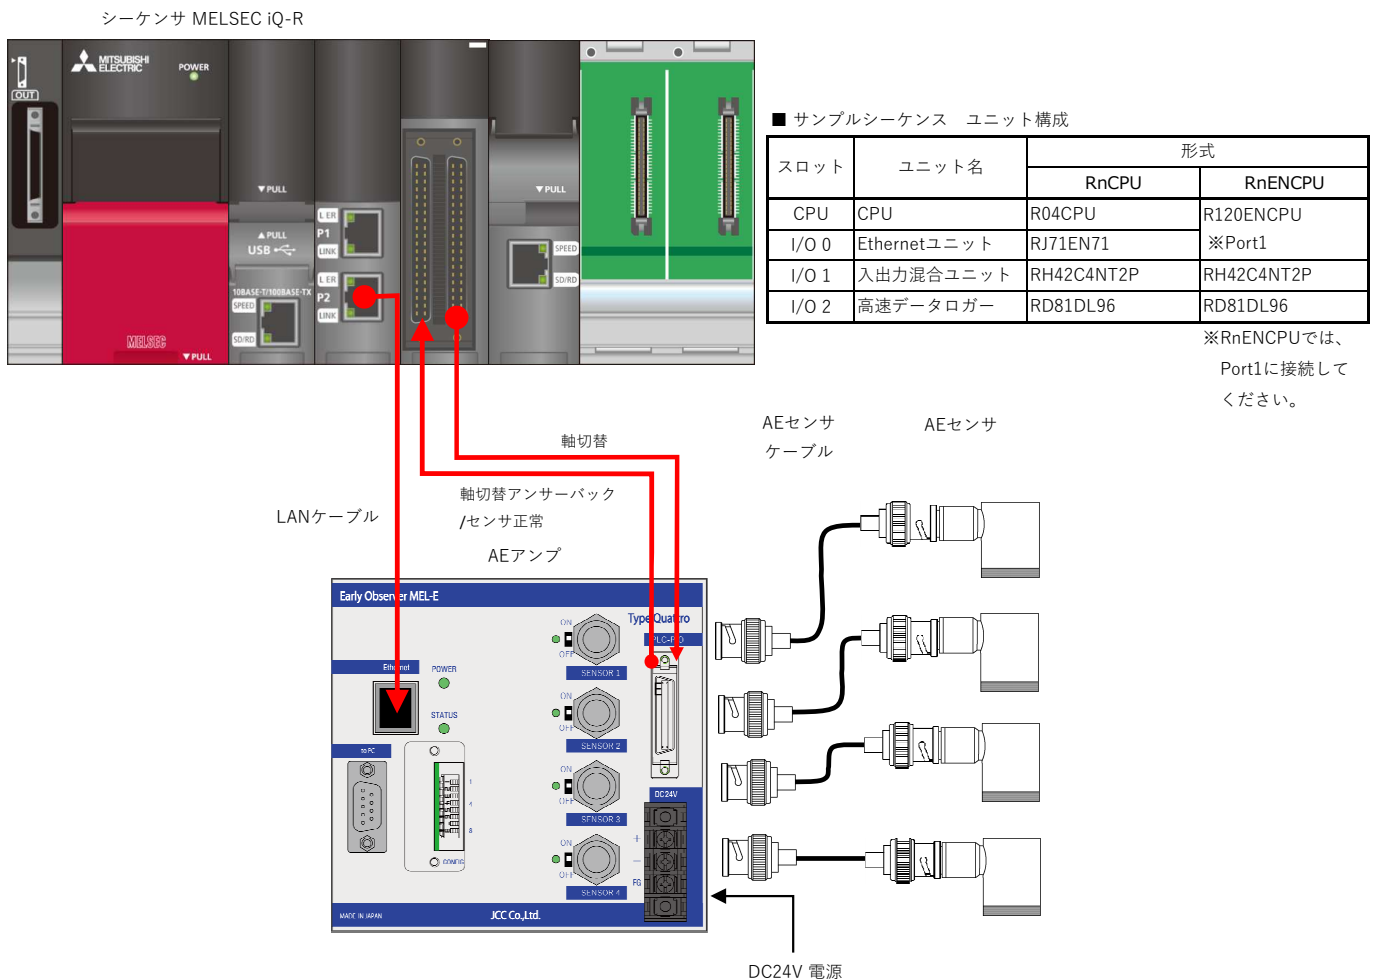 シーケンサ MELSEC iQ-R
MITSUBISHI
ELECTRIC
POWER
OUT
▼PULL
▲PULL
USB
10BASE-T/100BASE-TX
SPEED
SD/RD
MELSEC
▼PULL
L ER
P1
LINK
L ER
P2
LINK
▼PULL
SPEED
SD/RD
■ サンプルシーケンス　ユニット構成
スロット ユニット名 形式
RnCPU RnENCPU
CPU CPU R04CPU R120ENCPU
I/O 0 Ethernetユニット RJ71EN71 ※Port1
I/O 1 入出力混合ユニット RH42C4NT2P RH42C4NT2P
I/O 2 高速データロガー RD81DL96 RD81DL96
※RnENCPUでは、
Port1に接続して
ください。
軸切替
軸切替アンサーバック
/センサ正常
LANケーブル
AEセンサ
ケーブル
AEセンサ
AEアンプ
Early Observer MEL-E
Type Quattro
PLC-I/O
Ethernet
POWER
STATUS
to PC
1
4
8
CONFIG
ON
OFF
SENSOR 1
ON
OFF
SENSOR 2
ON
OFF
SENSOR 3
ON
OFF
SENSOR 4
DC24V
+
−
FG
MADE IN JAPAN
JCC Co.,Ltd.
DC24V 電源